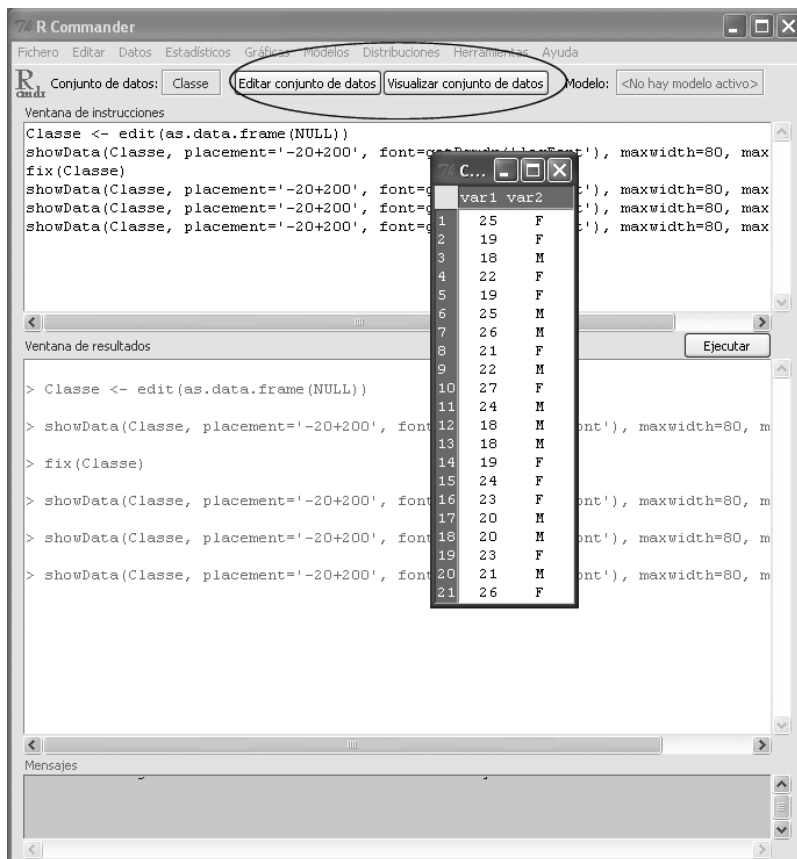 R Commander
Fichero Editar Datos Estadísticos Gráficas Modelos Distribuciones Herramientas Ayuda
R cmdr Conjunto de datos: Classe Editar conjunto de datos Visualizar conjunto de datos Modelo: <No hay modelo activo>
Ventana de instrucciones
Classe <- edit(as.data.frame(NULL))
showData(Classe, placement='-20+200', font= maxwidth=80, max
fix(Classe)
showData(Classe, placement='-20+200', font= '), maxwidth=80, max
showData(Classe, placement='-20+200', font= '), maxwidth=80, max
showData(Classe, placement='-20+200', font= '), maxwidth=80, max
C...
var1 var2
1 25 F
2 19 F
3 18 M
4 22 F
5 19 F
6 25 M
7 26 M
8 21 F
9 22 M
10 27 F
11 24 M
12 18 M
13 18 M
14 19 F
15 24 F
16 23 F
17 20 M
18 20 M
19 23 F
20 21 M
21 26 F
Ventana de resultados Ejecutar
> Classe <- edit(as.data.frame(NULL))
> showData(Classe, placement='-20+200', font ont'), maxwidth=80, m
> fix(Classe)
> showData(Classe, placement='-20+200', font ont'), maxwidth=80, m
> showData(Classe, placement='-20+200', font ont'), maxwidth=80, m
> showData(Classe, placement='-20+200', font ont'), maxwidth=80, m
Mensajes